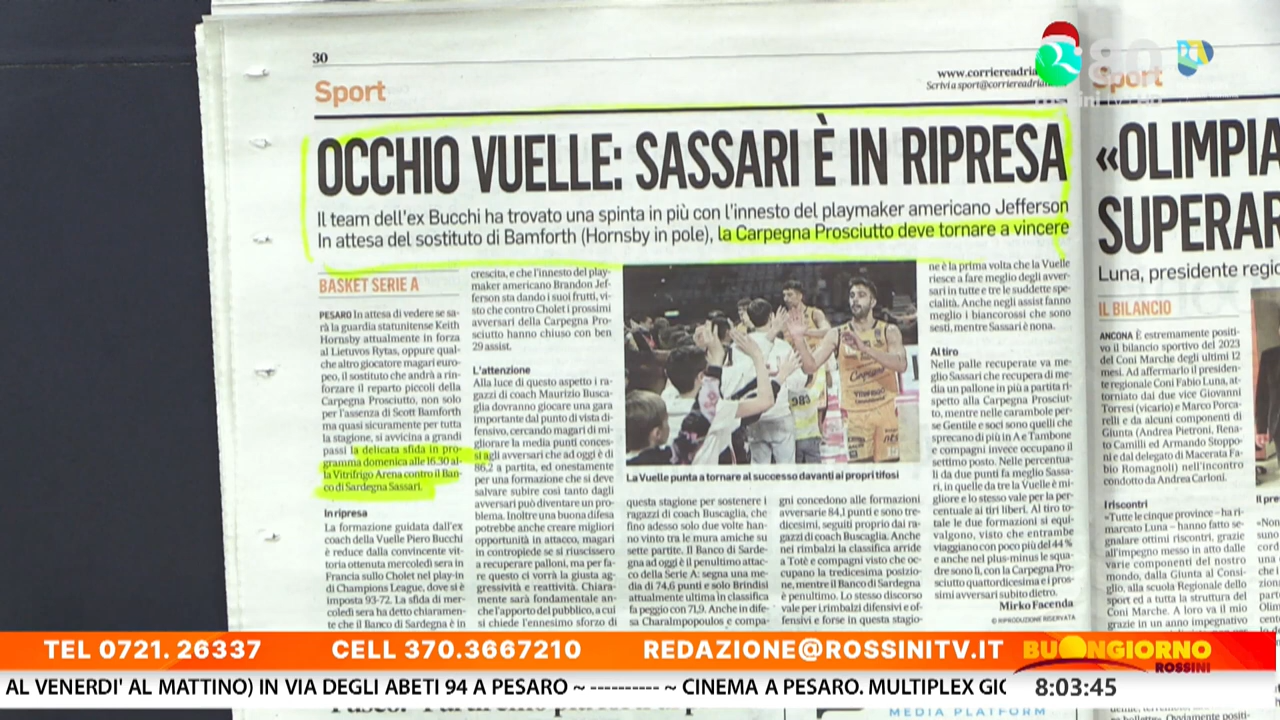 30
Sport
www.corriereadria
Scrivi a sport@corriereadria
80
Sport
rossini tv
OCCHIO VUELLE: SASSARI È IN RIPRESA
Il team dell'ex Bucchi ha trovato una spinta in più con l'innesto del playmaker americano Jefferson
In attesa del sostituto di Bamforth (Hornsby in pole), la Carpegna Prosciutto deve tornare a vincere
BASKET SERIE A
PESARO In attesa di vedere se sa-
rà la guardia statunitense Keith
Hornsby attualmente in forza
al Lietuvos Rytas, oppure qual-
che altro giocatore magari euro-
peo, il sostituto che andrà a rin-
forzare il reparto piccoli della
Carpegna Prosciutto, non solo
per l'assenza di Scott Bamforth
ma quasi sicuramente per tutta
la stagione, si avvicina a grandi
passi la delicata sfida in pro-
gramma domenica alle 16.30 al-
la Vitrifrigo Arena contro il Ban-
co di Sardegna Sassari.
In ripresa
La formazione guidata dall'ex
coach della Vuelle Piero Bucchi
è reduce dalla convincente vit-
toria ottenuta mercoledì sera in
Francia sullo Cholet nel play-in
di Champions League, dove si è
imposta 93-72. La sfida di mer-
coledì sera ha detto chiaramen-
te che il Banco di Sardegna è in
crescita, e che l'innesto del play-
maker americano Brandon Jef-
ferson sta dando i suoi frutti, vi-
sto che contro Cholet i prossimi
avversari della Carpegna Pro-
sciutto hanno chiuso con ben
29 assist.
L'attenzione
Alla luce di questo aspetto i ra-
gazzi di coach Maurizio Busca-
glia dovranno giocare una gara
importante dal punto di vista di-
fensivo, cercando magari di mi-
gliorare la media punti conces-
si agli avversari che ad oggi è di
86,2 a partita, ed onestamente
per una formazione che si deve
salvare subire così tanto dagli
avversari può diventare un pro-
blema. Inoltre una buona difesa
potrebbe anche creare migliori
opportunità in attacco, magari
in contropiede se si riuscissero
a recuperare palloni, ma per fa-
re questo ci vorrà la giusta ag-
gressività e reattività. Chiara-
mente sarà fondamentale an-
che l'apporto del pubblico, a cui
si chiede l'ennesimo sforzo di
La Vuelle punta a tornare al successo davanti ai propri tifosi
questa stagione per sostenere i
ragazzi di coach Buscaglia, che
fino adesso solo due volte han-
no vinto tra le mura amiche su
sette partite. Il Banco di Sarde-
gna ad oggi è il penultimo attac-
co della Serie A: segna una me-
dia di 74,6 punti e solo Brindisi
attualmente ultima in classifica
fa peggio con 71,9. Anche in dife-
sa Charalmpopoulos e compa-
gni concedono alle formazioni
avversarie 84,1 punti e sono tre-
dicesimi, seguiti proprio dai ra-
gazzi di coach Buscaglia. Anche
nei rimbalzi la classifica arride
a Totè e compagni visto che oc-
cupano la tredicesima posizio-
ne, mentre il Banco di Sardegna
è penultimo. Lo stesso discorso
vale per i rimbalzi difensivi e of-
fensivi e forse in questa stagio-
ne è la prima volta che la Vuelle
riesce a fare meglio degli avver-
sari in tutte e tre le suddette spe-
cialità. Anche negli assist fanno
meglio i biancorossi che sono
sesti, mentre Sassari è nona.
Al tiro
Nelle palle recuperate va me-
glio Sassari che recupera di me-
dia un pallone in più a partita ri-
spetto alla Carpegna Prosciut-
to, mentre nelle carambole per-
se Gentile e soci sono quelli che
sprecano di più in A e Tambone
e compagni invece occupano il
settimo posto. Nelle percentua-
li da due punti fa meglio Sassa-
ri, in quelle da tre la Vuelle è mi-
gliore e lo stesso vale per la per-
centuale ai tiri liberi. Al tiro to-
tale le due formazioni si equi-
valgono, visto che entrambe
viaggiano con poco più del 44%
e anche nel plus-minus le squa-
dre sono lì, con la Carpegna Pro-
sciutto quattordicesima e i pros-
simi avversari subito dietro.
Mirko Facenda
© RIPRODUZIONE RISERVATA
«OLIMPIA
SUPERAR
Luna, presidente regio
IL BILANCIO
ANCONA È estremamente positi-
vo il bilancio sportivo del 2023
del Coni Marche degli ultimi 12
mesi. Ad affermarlo il presiden-
te regionale Coni Fabio Luna, at-
torniato dai due vice Giovanni
Torresi (vicario) e Marco Porca-
relli e da alcuni componenti di
Giunta (Andrea Pietroni, Rena-
to Camilli ed Armando Stoppo-
ni e dal delegato di Macerata Fa-
bio Romagnoli) nell'incontro
condotto da Andrea Carloni.
I riscontri
«Tutte le cinque province – ha ri-
marcato Luna – hanno fatto se-
gnalare ottimi riscontri, grazie
all'impegno messo in atto dalle
varie componenti del nostro
mondo, dalla Giunta al Consi-
glio, alla Scuola Regionale dello
sport ed a tutta la struttura del
Coni Marche. A loro va il mio
grazie in un anno impegnativo
TEL 0721. 26337 CELL 370.3667210 REDAZIONE@ROSSINITV.IT
BUONGIORNO
ROSSINI
AL VENERDI' AL MATTINO) IN VIA DEGLI ABETI 94 A PESARO ~ ---------- ~ CINEMA A PESARO. MULTIPLEX GIO
8:03:45
MEDIA PLATFORM